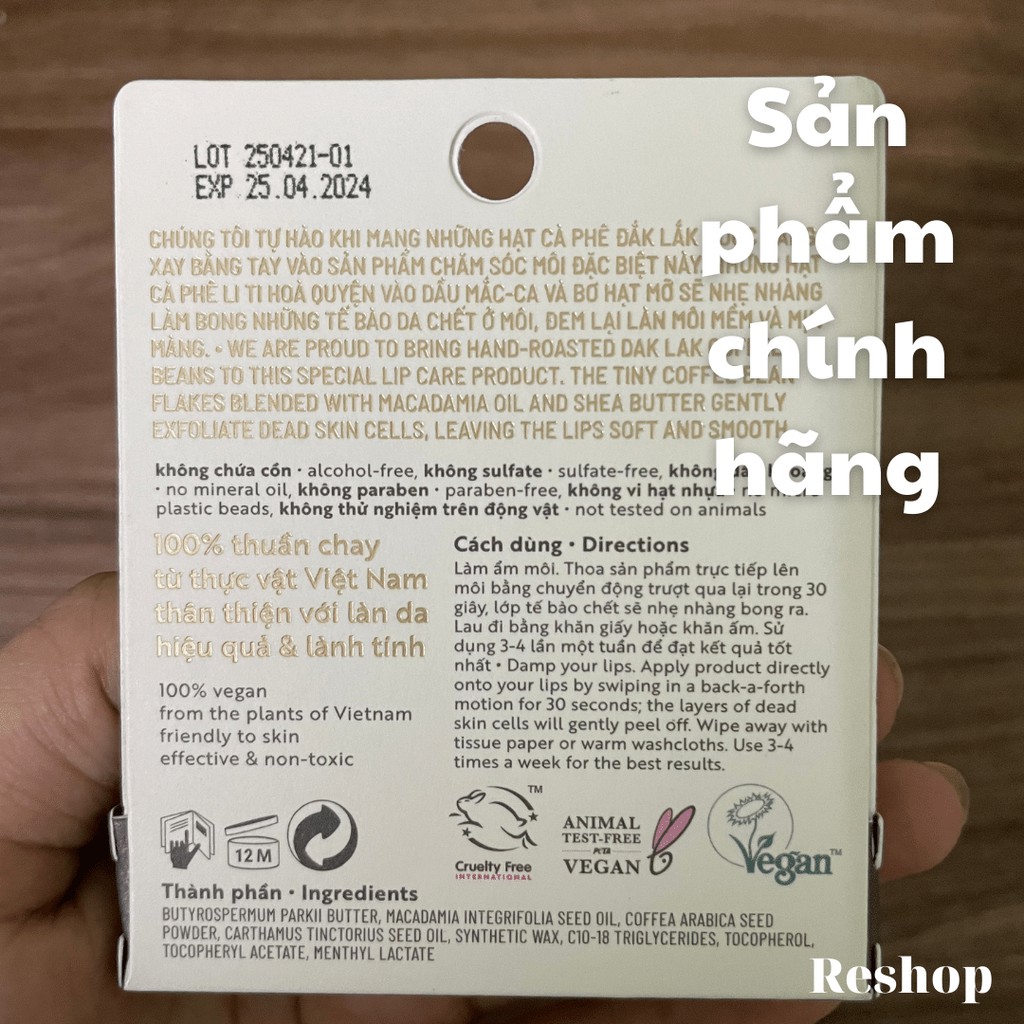 LOT 250421-01
EXP 25.04.2024
Sản
phẩm
chính
hãng
CHÚNG TÔI TỰ HÀO KHI MANG NHỮNG HẠT CÀ PHÊ ĐẮK LẮK
XAY BẰNG TAY VÀO SẢN PHẨM CHĂM SÓC MÔI ĐẶC BIỆT NÀY. NHỮNG HẠT
CÀ PHÊ LI TI HOÀ QUYỆN VÀO DẦU MẮC-CA VÀ BƠ HẠT MỠ SẼ NHẸ NHÀNG
LÀM BONG NHỮNG TẾ BÀO DA CHẾT Ở MÔI, ĐEM LẠI LÀN MÔI MỀM VÀ MỊN
MÀNG. • WE ARE PROUD TO BRING HAND-ROASTED DAK LAK
BEANS TO THIS SPECIAL LIP CARE PRODUCT. THE TINY COFFEE BEAN
FLAKES BLENDED WITH MACADAMIA OIL AND SHEA BUTTER GENTLY
EXFOLIATE DEAD SKIN CELLS, LEAVING THE LIPS SOFT AND SMOOTH
không chứa cồn • alcohol-free, không sulfate • sulfate-free, không
• no mineral oil, không paraben • paraben-free, không vi hạt nhựa
plastic beads, không thử nghiệm trên động vật • not tested on animals
100% thuần chay
từ thực vật Việt Nam
thân thiện với làn da
hiệu quả & lành tính
100% vegan
from the plants of Vietnam
friendly to skin
effective & non-toxic
Cách dùng • Directions
Làm ẩm môi. Thoa sản phẩm trực tiếp lên
môi bằng chuyển động trượt qua lại trong 30
giây, lớp tế bào chết sẽ nhẹ nhàng bong ra.
Lau đi bằng khăn giấy hoặc khăn ấm. Sử
dụng 3-4 lần một tuần để đạt kết quả tốt
nhất • Damp your lips. Apply product directly
onto your lips by swiping in a back-a-forth
motion for 30 seconds; the layers of dead
skin cells will gently peel off. Wipe away with
tissue paper or warm washcloths. Use 3-4
times a week for the best results.
12 M
TM
Cruelty Free
INTERNATIONAL
ANIMAL
TEST-FREE
PETA
VEGAN
Vegan™
Thành phần • Ingredients
BUTYROSPERMUM PARKII BUTTER, MACADAMIA INTEGRIFOLIA SEED OIL, COFFEA ARABICA SEED
POWDER, CARTHAMUS TINCTORIUS SEED OIL, SYNTHETIC WAX, C10-18 TRIGLYCERIDES, TOCOPHEROL,
TOCOPHERYL ACETATE, MENTHYL LACTATE
Reshop